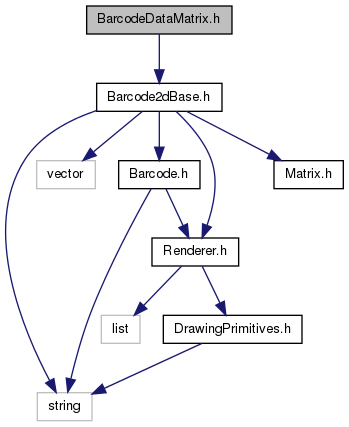 BarcodeDataMatrix.h
Barcode2dBase.h
vector
Barcode.h
Matrix.h
Renderer.h
list
DrawingPrimitives.h
string